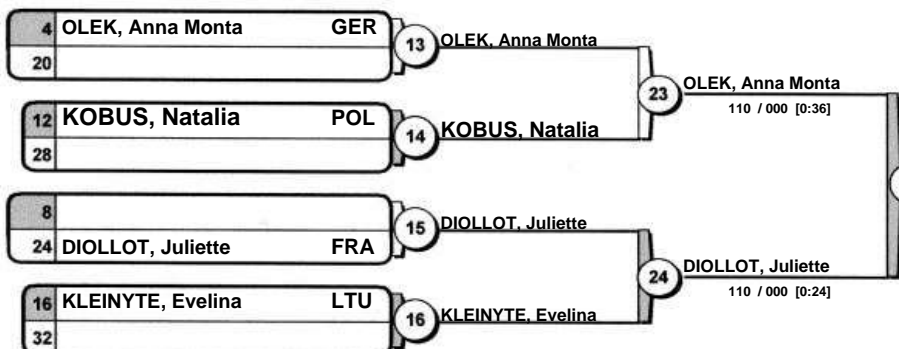 4 OLEK, Anna Monta GER
20
13
OLEK, Anna Monta
12 KOBUS, Natalia POL
28
14
KOBUS, Natalia
23
OLEK, Anna Monta
110 / 000 [0:36]
8
24 DIOLLOT, Juliette FRA
15
DIOLLOT, Juliette
16 KLEINYTE, Evelina LTU
32
16
KLEINYTE, Evelina
24
DIOLLOT, Juliette
110 / 000 [0:24]